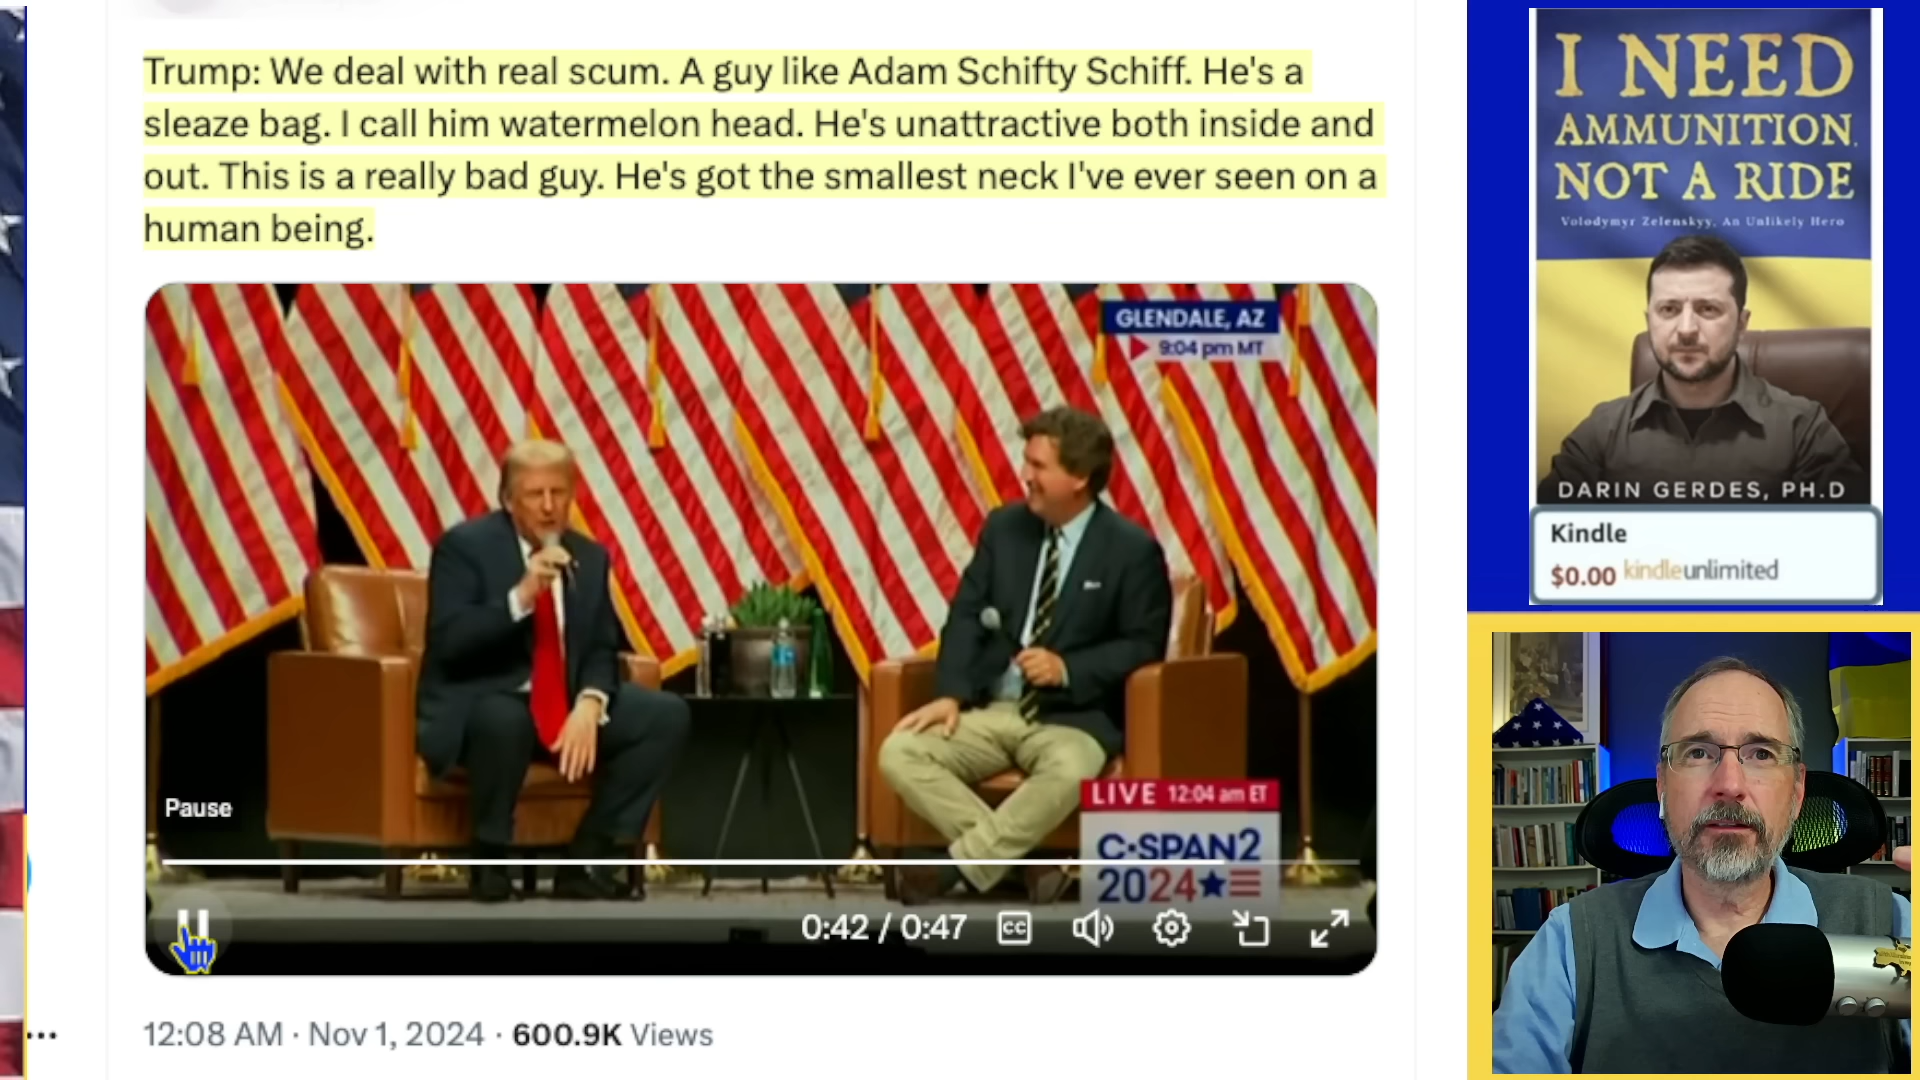 Trump: We deal with real scum. A guy like Adam Schifty Schiff. He's a
sleaze bag. I call him watermelon head. He's unattractive both inside and
out. This is a really bad guy. He's got the smallest neck I've ever seen on a
human being.
GLENDALE, AZ
9:04 pm MT
Pause
LIVE 12:04 am ET
C-SPAN2
2024
0:42 / 0:47
CC
12:08 AM · Nov 1, 2024 · 600.9K Views
I NEED
AMMUNITION,
NOT A RIDE
Volodymyr Zelenskyy, An Unlikely Hero
DARIN GERDES, PH.D
Kindle
$0.00 kindleunlimited